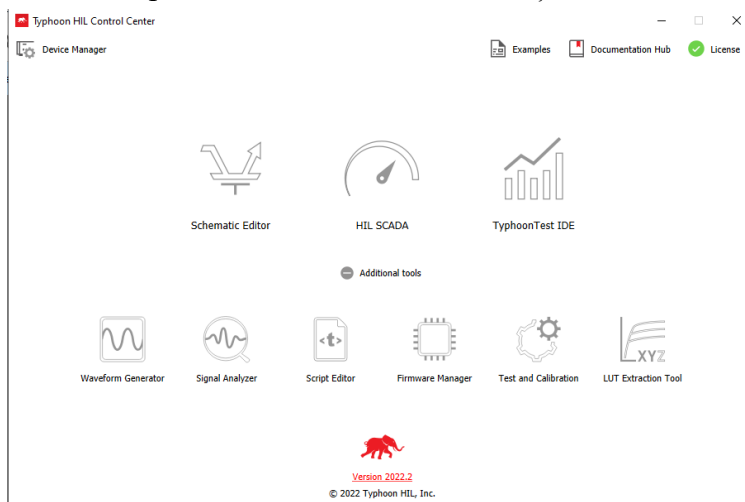 Typhoon HIL Control Center
Device Manager
Examples
Documentation Hub
License
Schematic Editor
HIL SCADA
TyphoonTest IDE
Additional tools
<t>
XYZ
Waveform Generator
Signal Analyzer
Script Editor
Firmware Manager
Test and Calibration
LUT Extraction Tool
Version 2022.2
© 2022 Typhoon HIL, Inc.